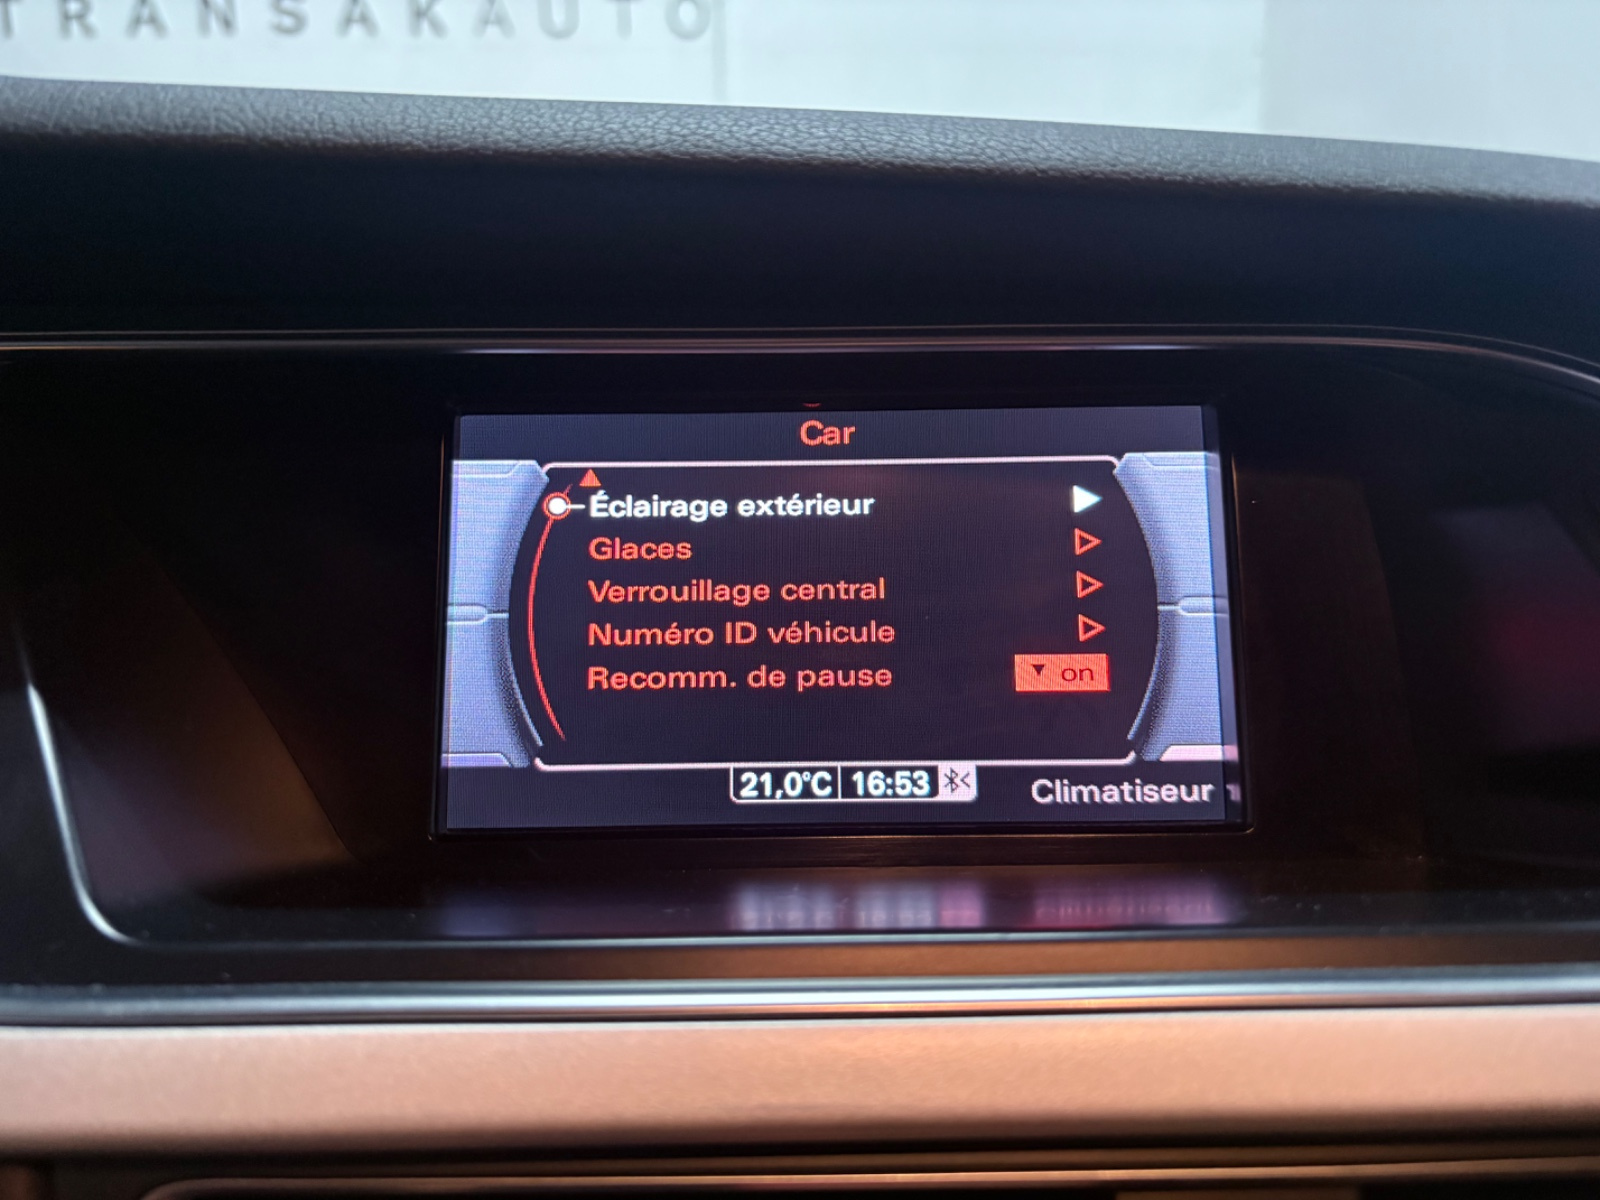 TRANSAKAUTO
Car
Éclairage extérieur
Glaces
Verrouillage central
Numéro ID véhicule
Recomm. de pause on
21,0°C 16:53
Climatiseur